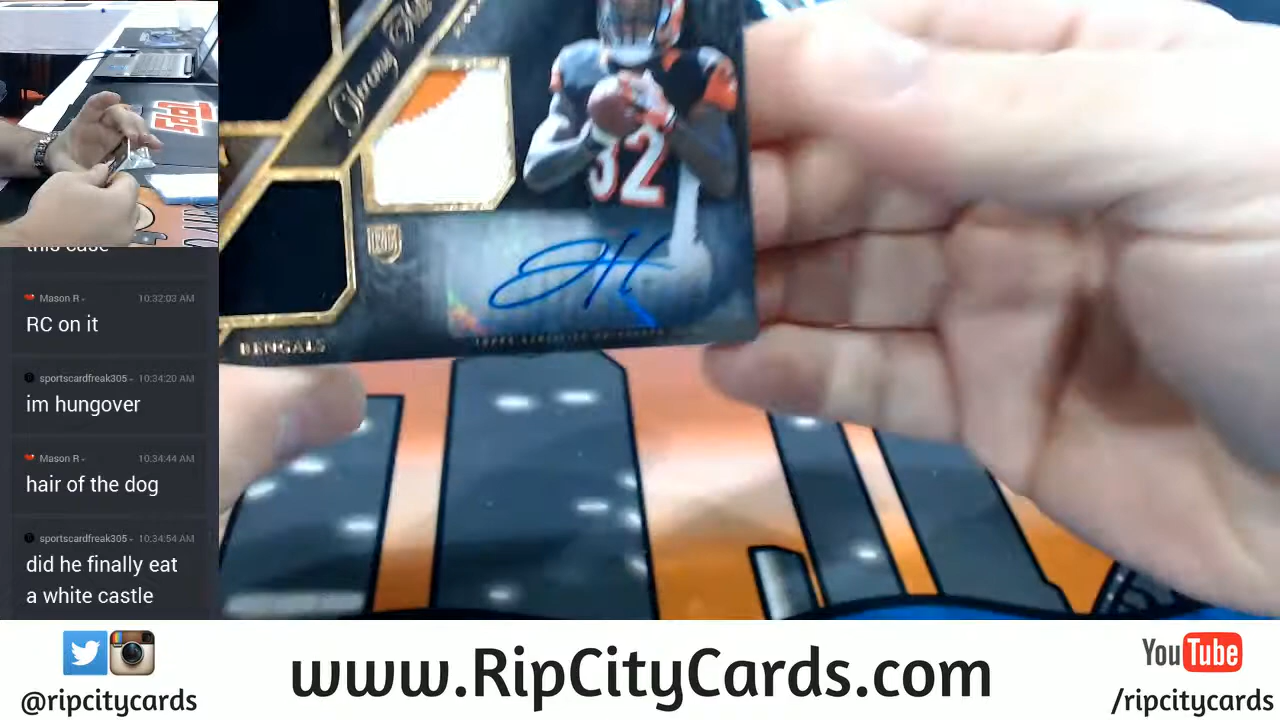 this case
Mason R-
10:32:03 AM
RC on it
sportscardfreak305-
10:34:20 AM
im hungover
Mason R-
10:34:44 AM
hair of the dog
sportscardfreak305-
10:34:54 AM
did he finally eat
a white castle
Jeremy Hill
32
BENGALS
@ripcitycards
www.RipCityCards.com
YouTube
/ripcitycards